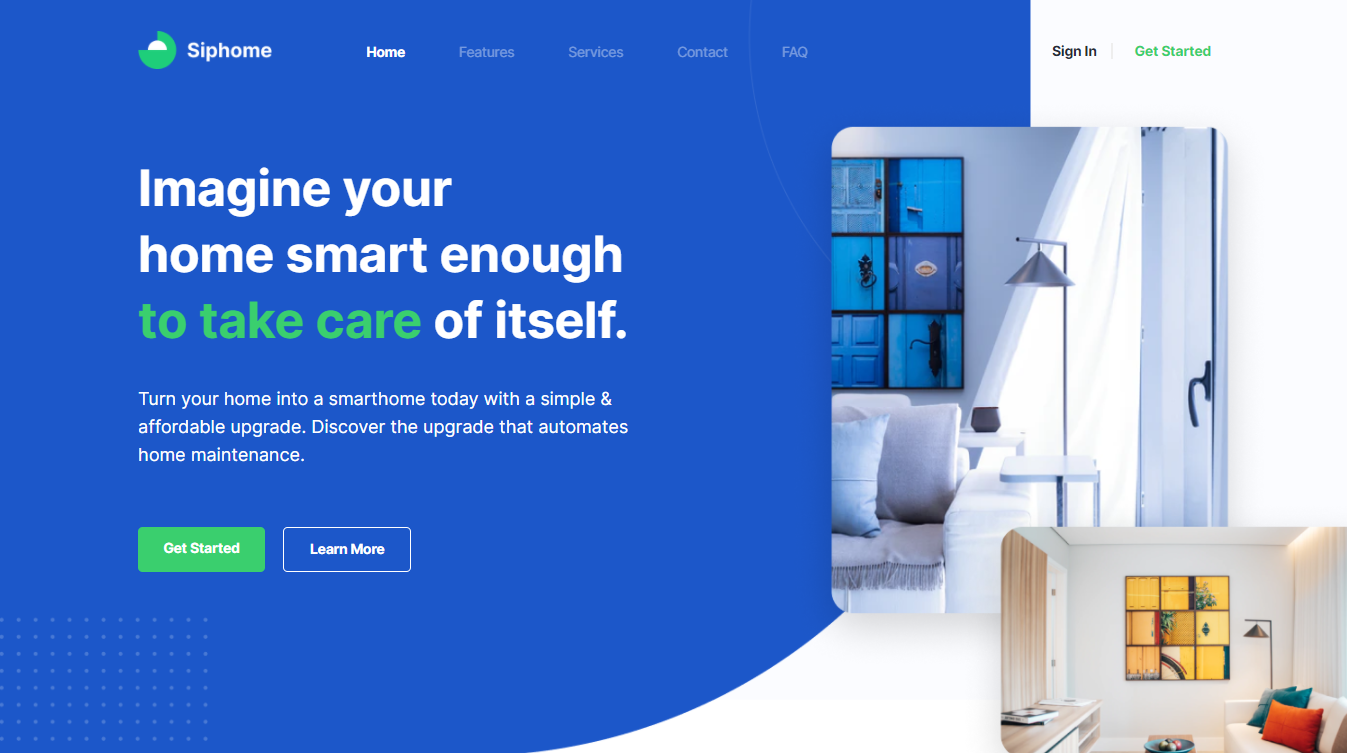 Siphome
Home
Features
Services
Contact
FAQ
Sign In
Get Started
Imagine your
home smart enough
to take care of itself.
Turn your home into a smarthome today with a simple &
affordable upgrade. Discover the upgrade that automates
home maintenance.
Get Started
Learn More